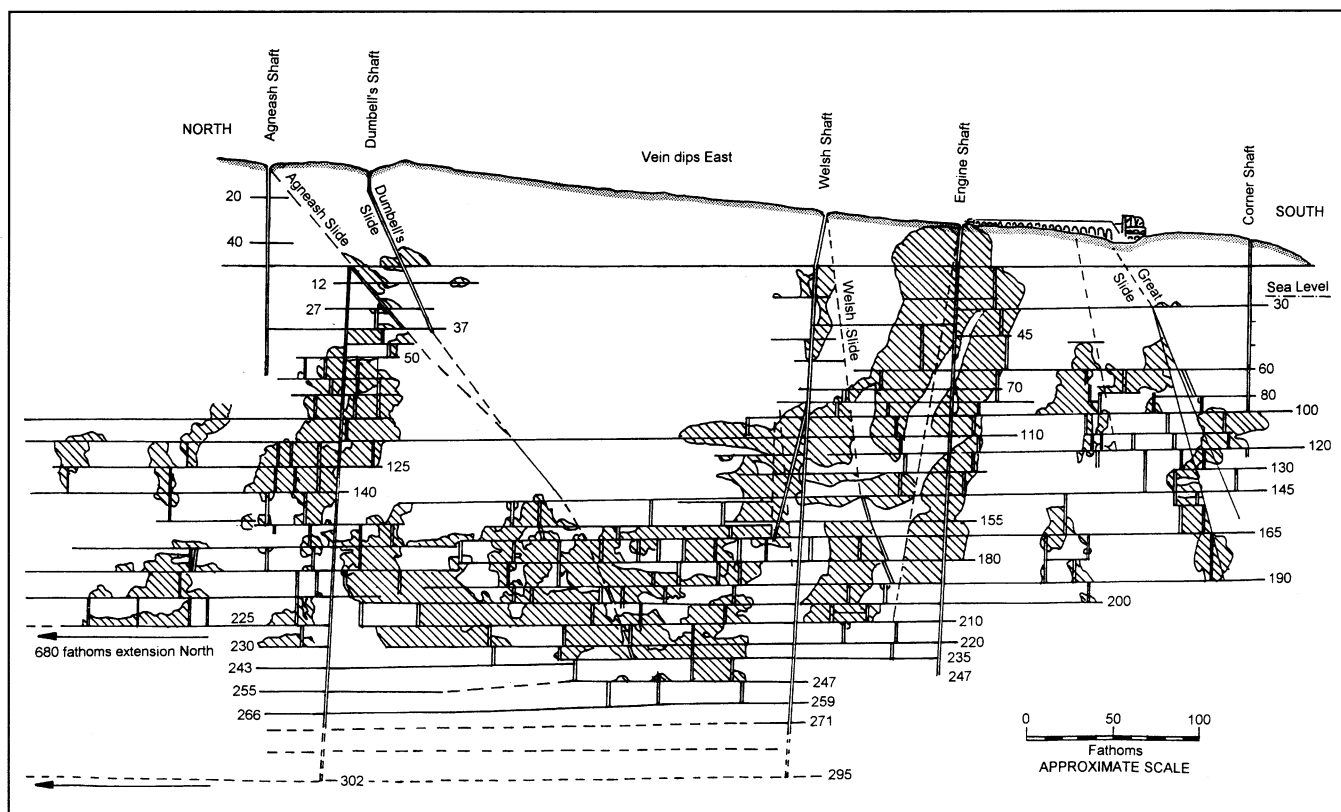 Agneash Shaft
Dumbell's Shaft
Welsh Shaft
Engine Shaft
Corner Shaft
NORTH
Vein dips East
SOUTH
Agneash Slide
Dumbell's
Slide
Welsh Slide
Great
Slide
Sea Level
20
40
12
27
37
50
125
140
225
230
243
255
266
302
680 fathoms extension North
30
45
60
70
80
100
110
120
130
145
155
165
180
190
200
210
220
235
247
247
259
271
295
0 50 100
Fathoms
APPROXIMATE SCALE